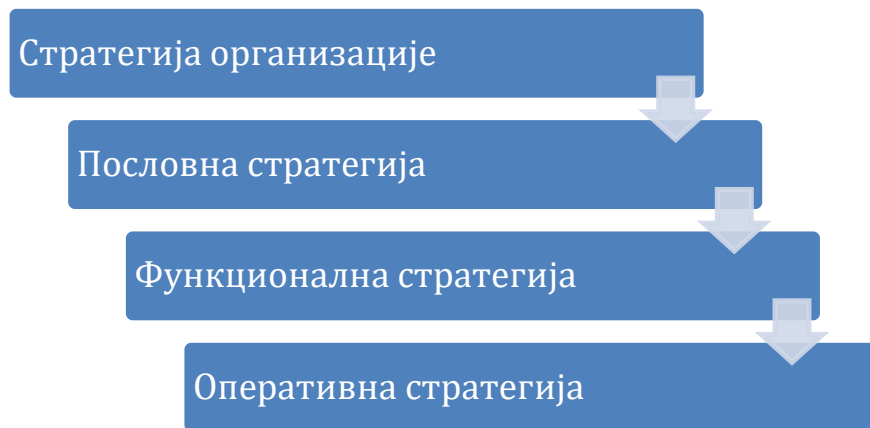 Стратегија организације
Пословна стратегија
Функционална стратегија
Оперативна стратегија